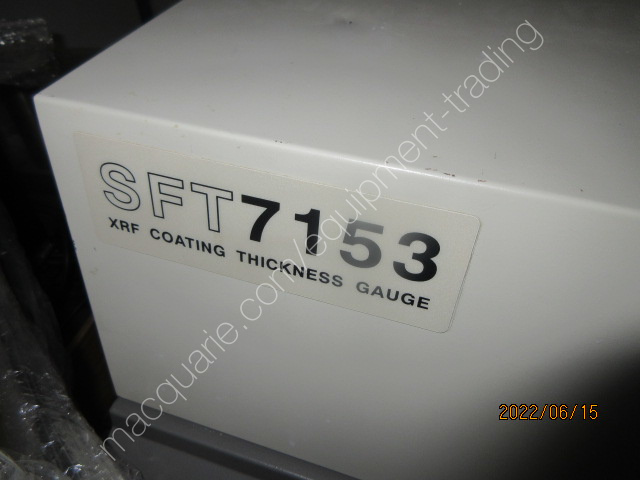 SFT7153
XRF COATING THICKNESS GAUGE
macquarie.com/equipment-trading
2022/06/15